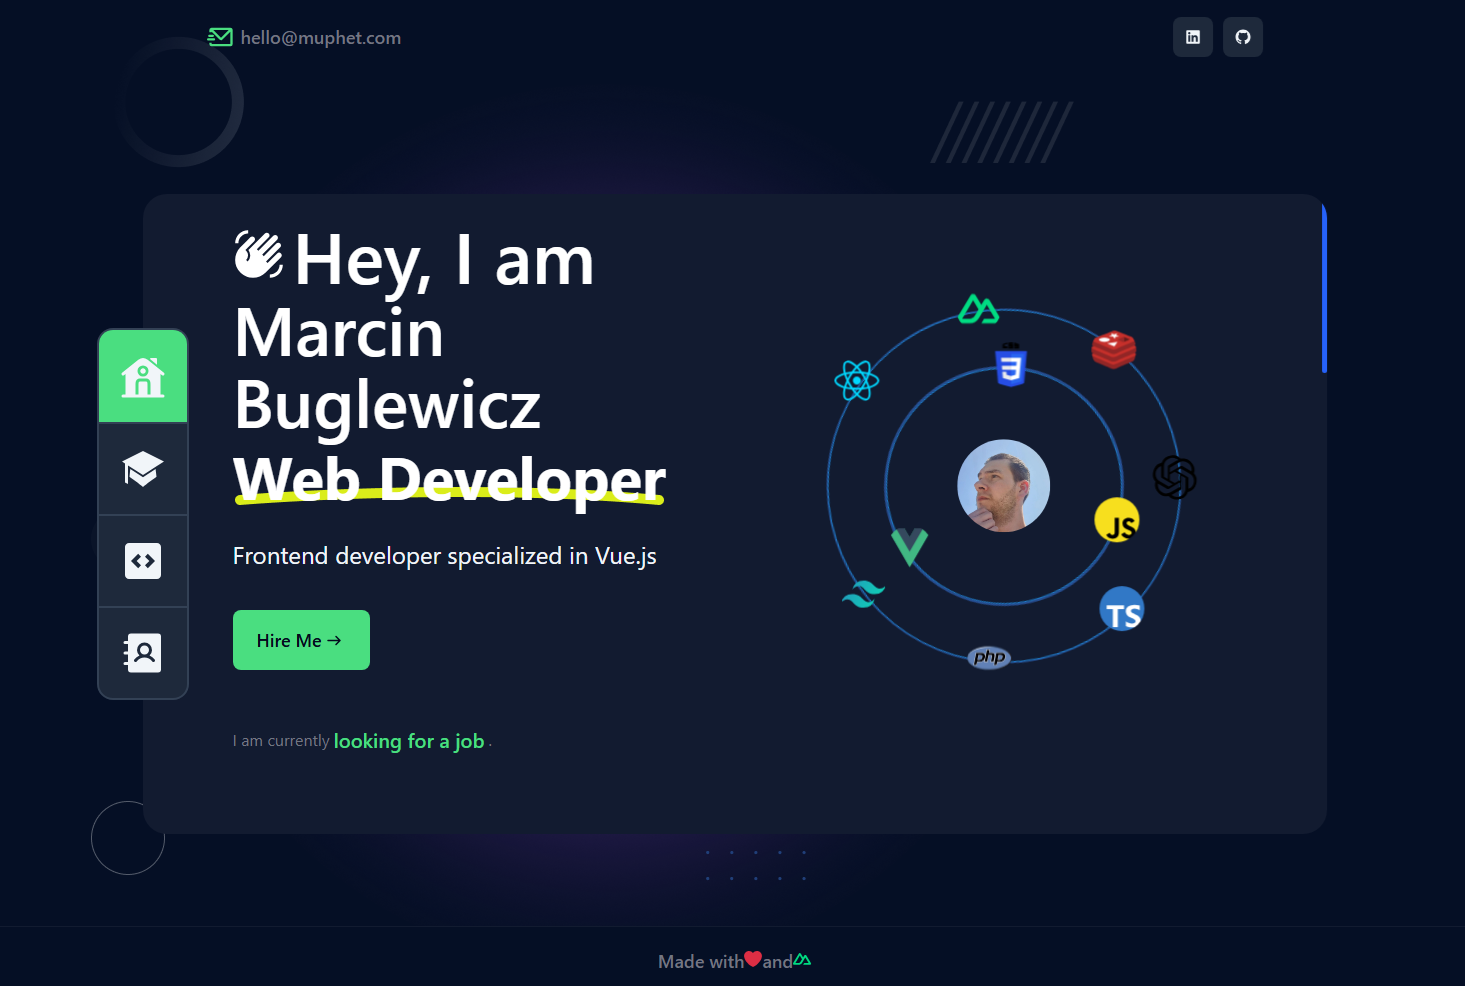 hello@muphet.com
Hey, I am
Marcin
Buglewicz
Web Developer
Frontend developer specialized in Vue.js
Hire Me →
I am currently looking for a job .
CSS
3
JS
TS
php
Made with and